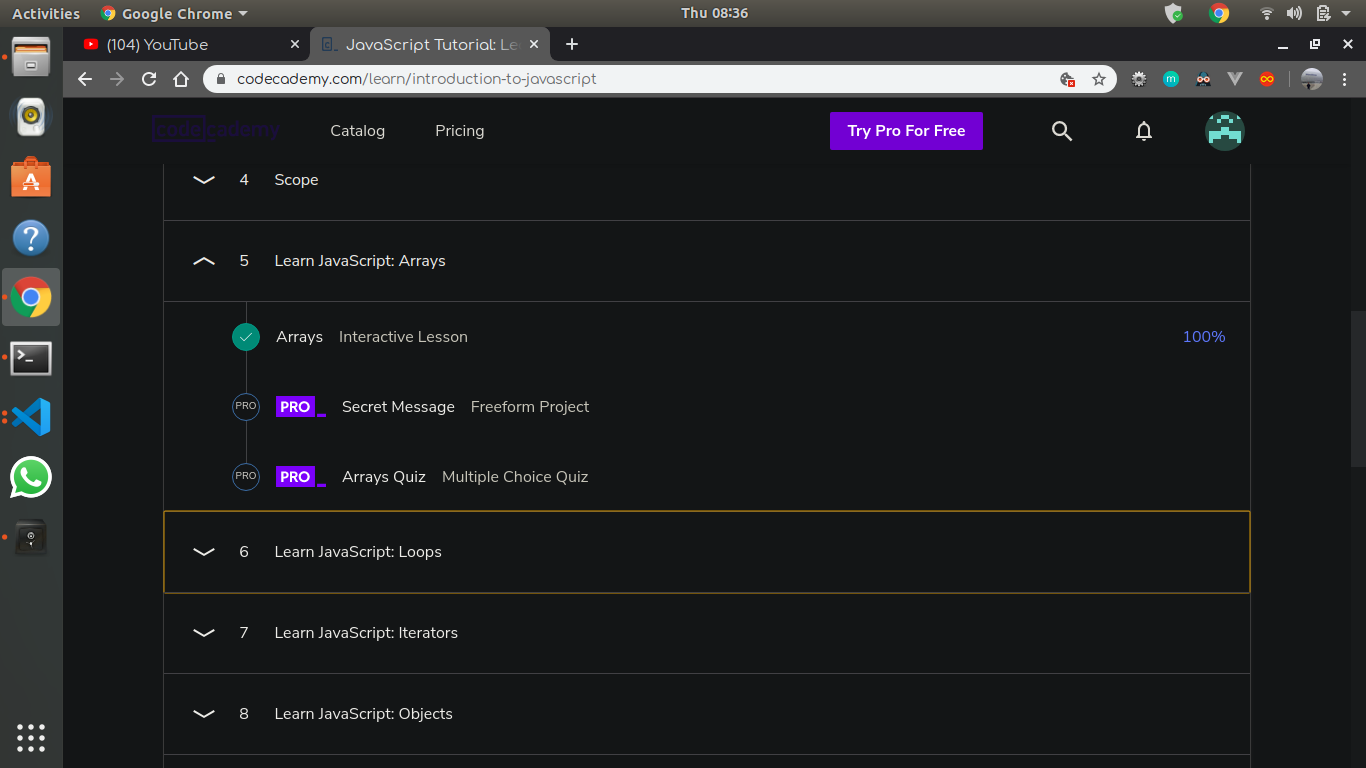 Activities Google Chrome Thu 08:36
(104) YouTube JavaScript Tutorial: Le
codecademy.com/learn/introduction-to-javascript
codecademy Catalog Pricing Try Pro For Free
4 Scope
5 Learn JavaScript: Arrays
Arrays Interactive Lesson 100%
PRO PRO_ Secret Message Freeform Project
PRO PRO_ Arrays Quiz Multiple Choice Quiz
6 Learn JavaScript: Loops
7 Learn JavaScript: Iterators
8 Learn JavaScript: Objects